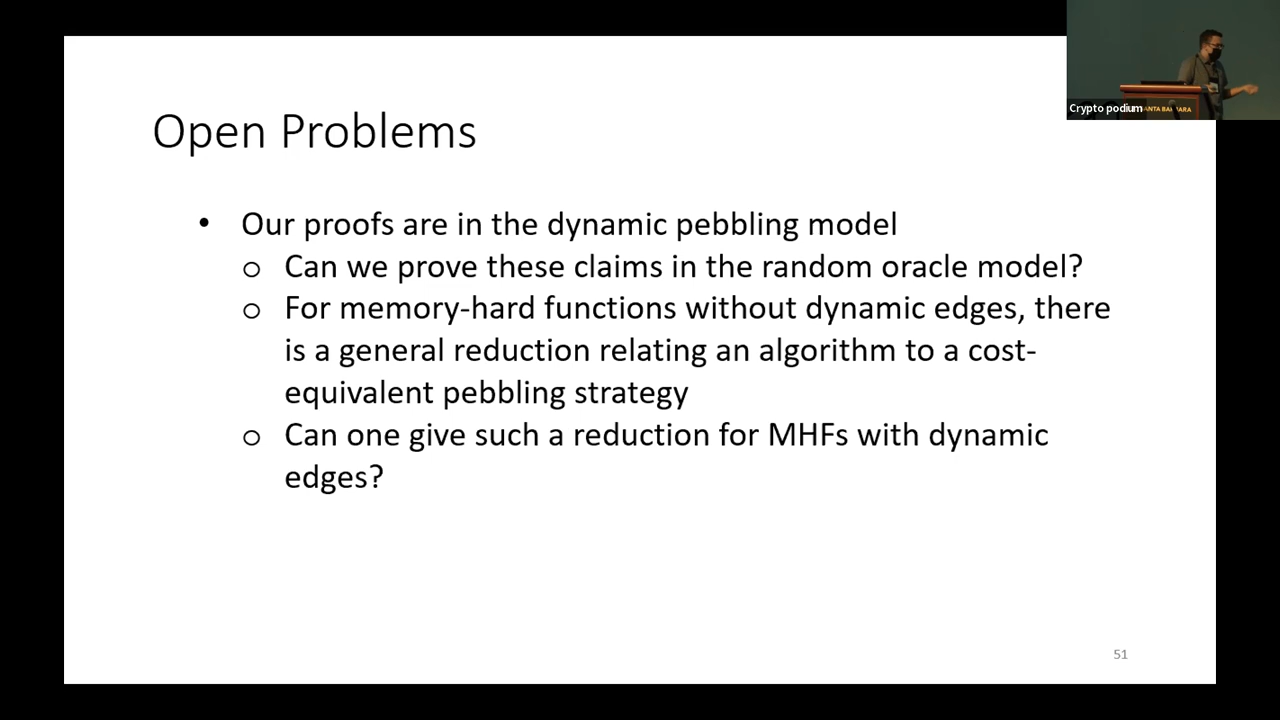 Open Problems
• Our proofs are in the dynamic pebbling model
o Can we prove these claims in the random oracle model?
o For memory-hard functions without dynamic edges, there
is a general reduction relating an algorithm to a cost-
equivalent pebbling strategy
o Can one give such a reduction for MHFs with dynamic
edges?
51
Crypto podium